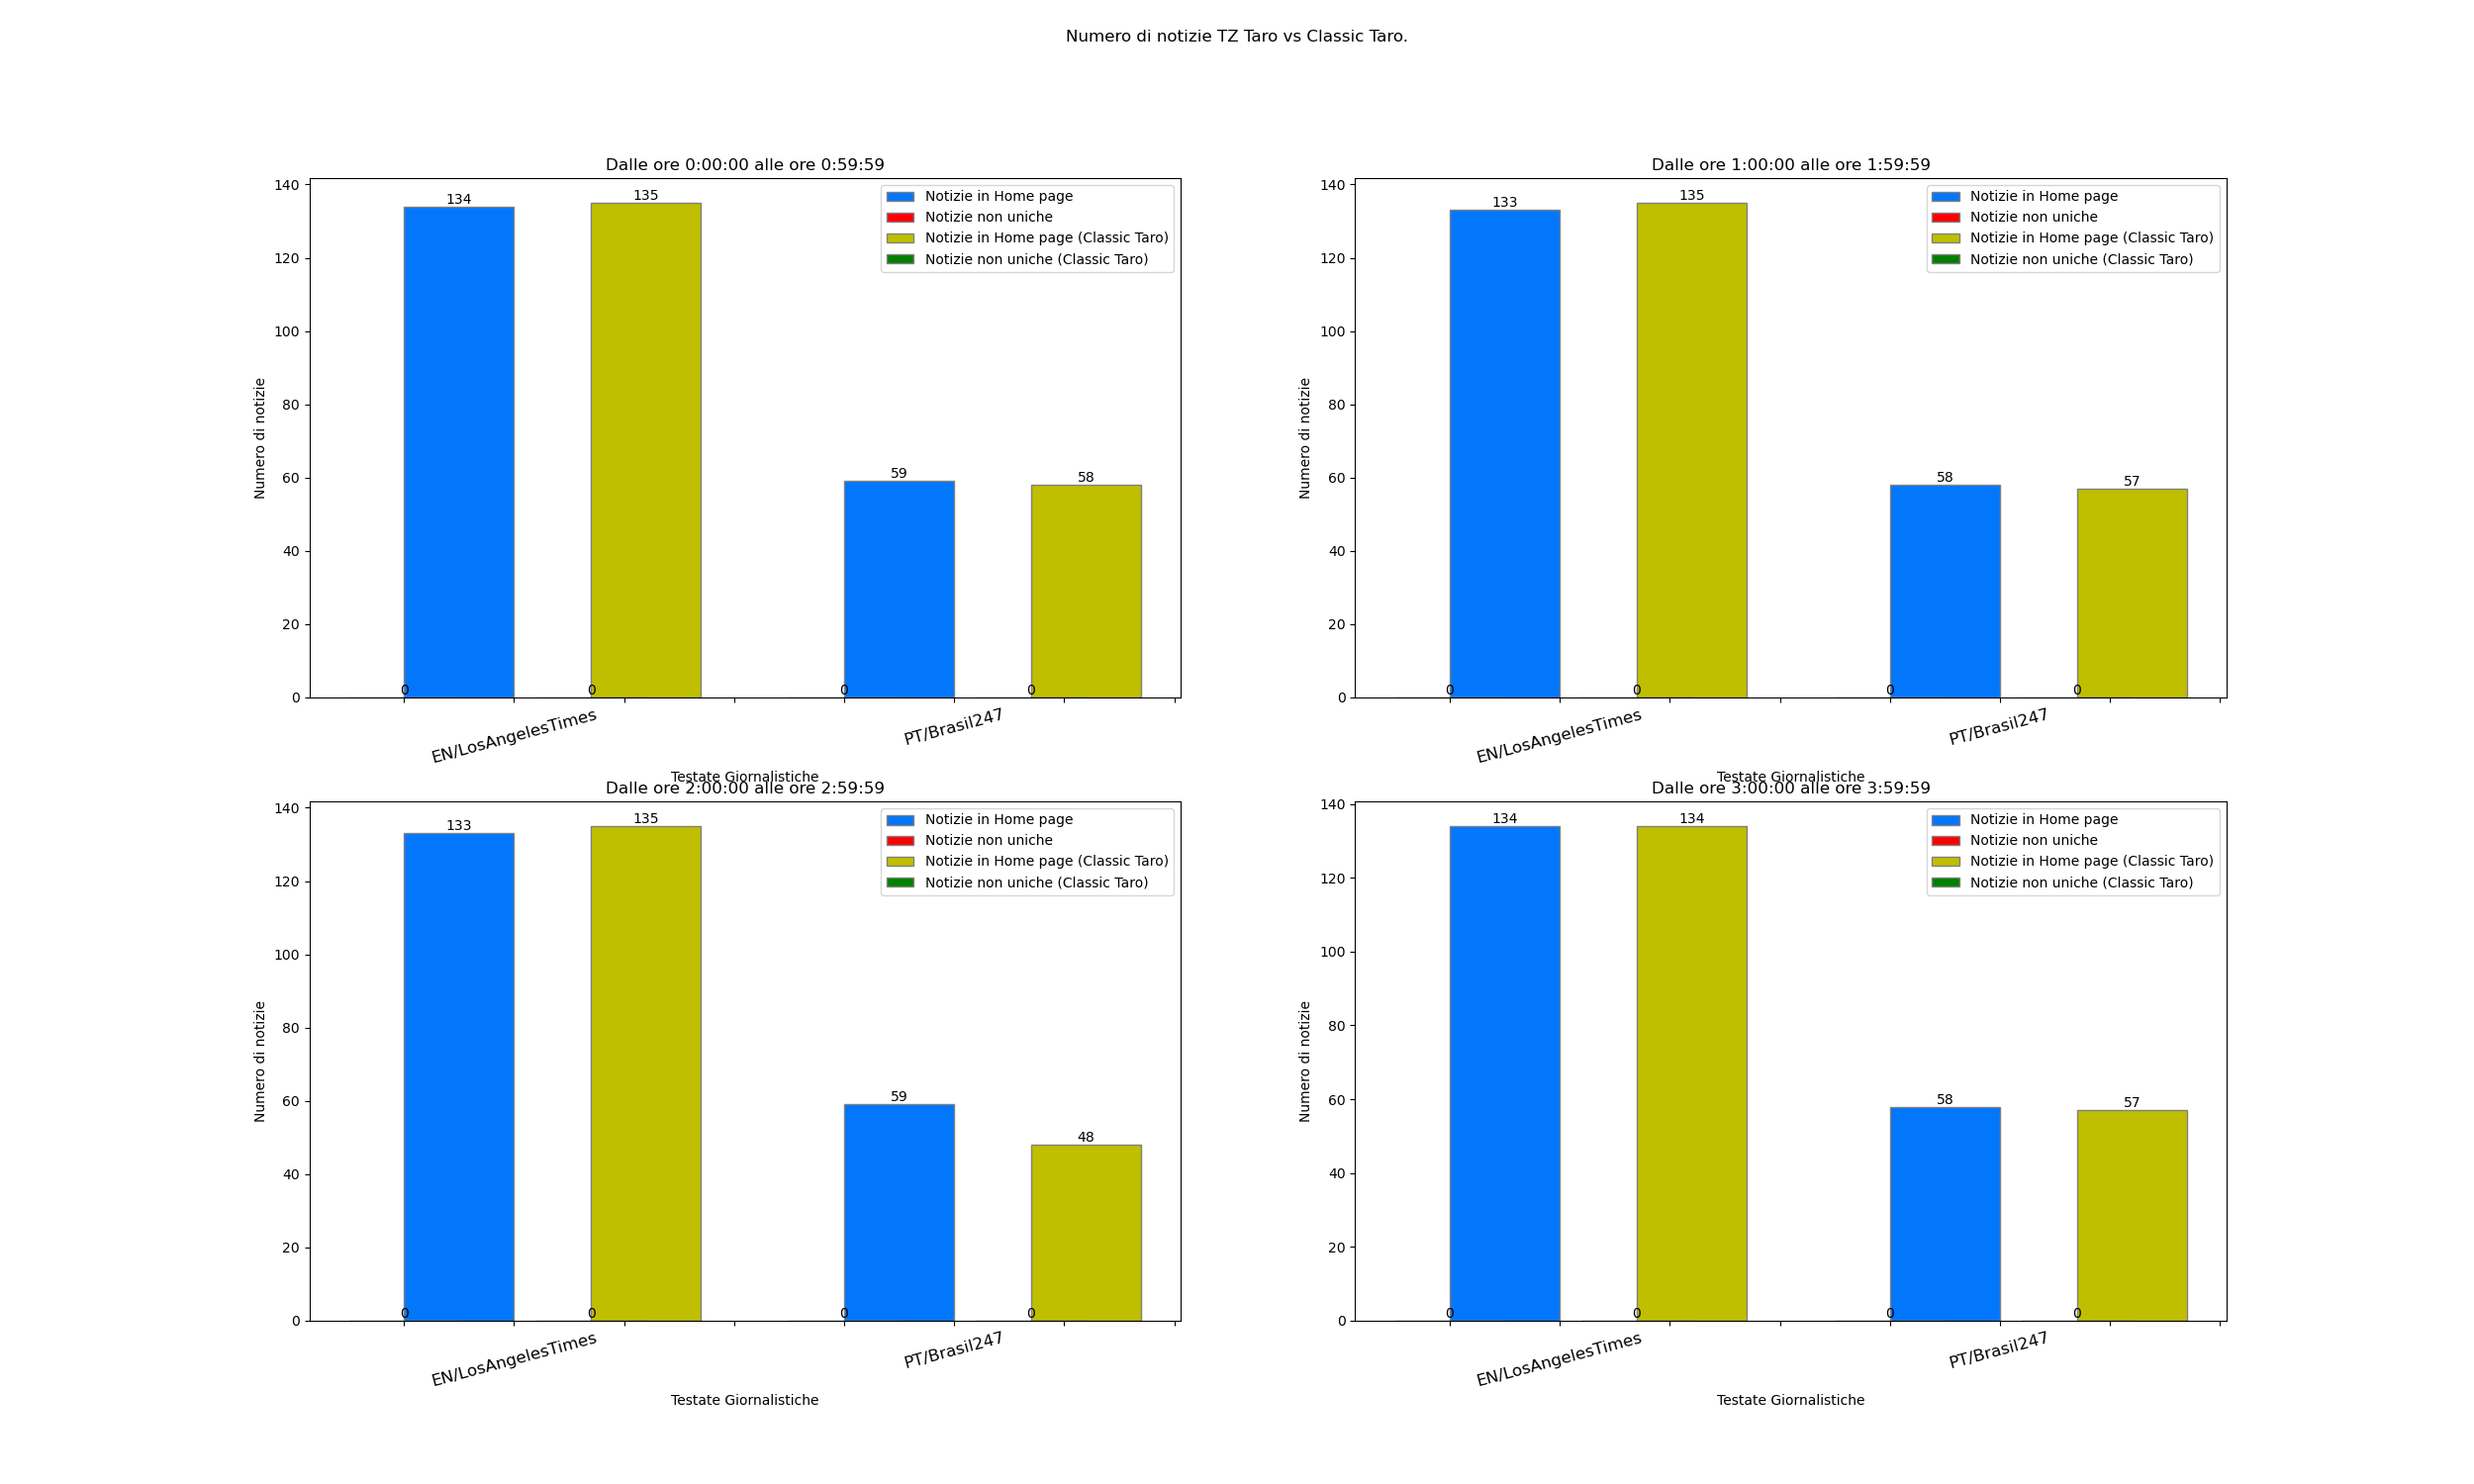 Numero di notizie TZ Taro vs Classic Taro.
Dalle ore 0:00:00 alle ore 0:59:59
140
120
100
80
60
40
20
0
Numero di notizie
134
135
59
58
0
0
0
0
Notizie in Home page
Notizie non uniche
Notizie in Home page (Classic Taro)
Notizie non uniche (Classic Taro)
EN/LosAngelesTimes
PT/Brasil247
Testate Giornalistiche
Dalle ore 1:00:00 alle ore 1:59:59
140
120
100
80
60
40
20
0
Numero di notizie
133
135
58
57
0
0
0
0
Notizie in Home page
Notizie non uniche
Notizie in Home page (Classic Taro)
Notizie non uniche (Classic Taro)
EN/LosAngelesTimes
PT/Brasil247
Testate Giornalistiche
Dalle ore 2:00:00 alle ore 2:59:59
140
120
100
80
60
40
20
0
Numero di notizie
133
135
59
48
0
0
0
0
Notizie in Home page
Notizie non uniche
Notizie in Home page (Classic Taro)
Notizie non uniche (Classic Taro)
EN/LosAngelesTimes
PT/Brasil247
Testate Giornalistiche
Dalle ore 3:00:00 alle ore 3:59:59
140
120
100
80
60
40
20
0
Numero di notizie
134
134
58
57
0
0
0
0
Notizie in Home page
Notizie non uniche
Notizie in Home page (Classic Taro)
Notizie non uniche (Classic Taro)
EN/LosAngelesTimes
PT/Brasil247
Testate Giornalistiche